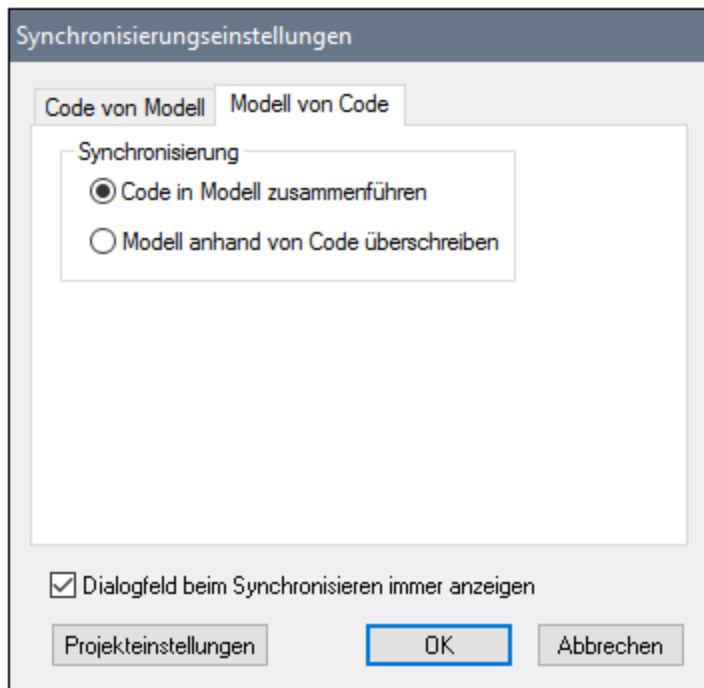 Synchronisierungseinstellungen
Code von Modell
Modell von Code
Synchronisierung
Code in Modell zusammenführen
Modell anhand von Code überschreiben
Dialogfeld beim Synchronisieren immer anzeigen
Projekteinstellungen
OK
Abbrechen